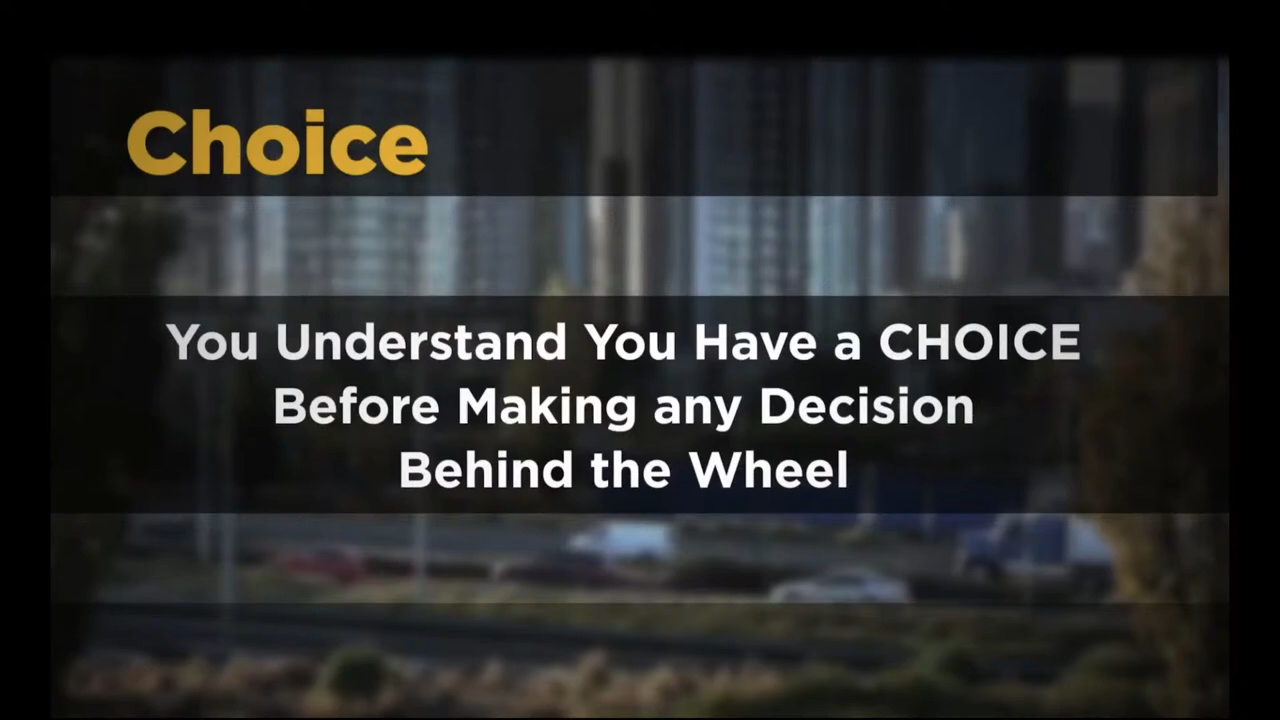 Choice
You Understand You Have a CHOICE
Before Making any Decision
Behind the Wheel